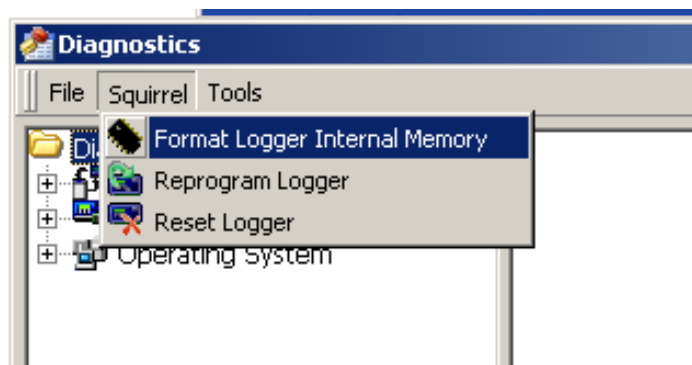 Diagnostics
File Squirrel Tools
Format Logger Internal Memory
Reprogram Logger
Reset Logger
Operating System